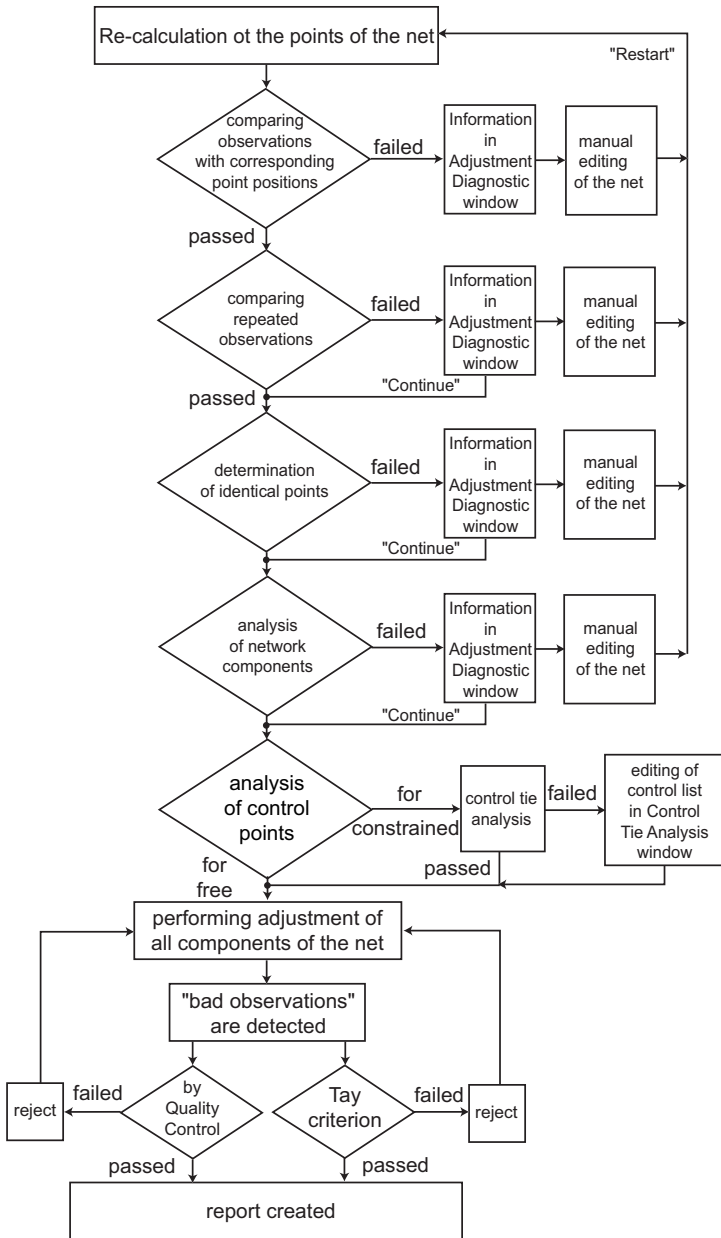 Re-calculation ot the points of the net
"Restart"
comparing
observations
with corresponding
point positions
failed
Information
in
Adjustment
Diagnostic
window
manual
editing
of the net
passed
comparing
repeated
observations
failed
Information
in
Adjustment
Diagnostic
window
manual
editing
of the net
"Continue"
passed
determination
of identical points
failed
Information
in
Adjustment
Diagnostic
window
manual
editing
of the net
"Continue"
analysis
of network
components
failed
Information
in
Adjustment
Diagnostic
window
manual
editing
of the net
"Continue"
analysis
of control
points
for
constrained
control tie
analysis
failed
editing of
control list
in Control
Tie Analysis
window
passed
for
free
performing adjustment of
all components of the net
"bad observations"
are detected
reject
failed
by
Quality
Control
Tay
criterion
failed
reject
passed
passed
report created